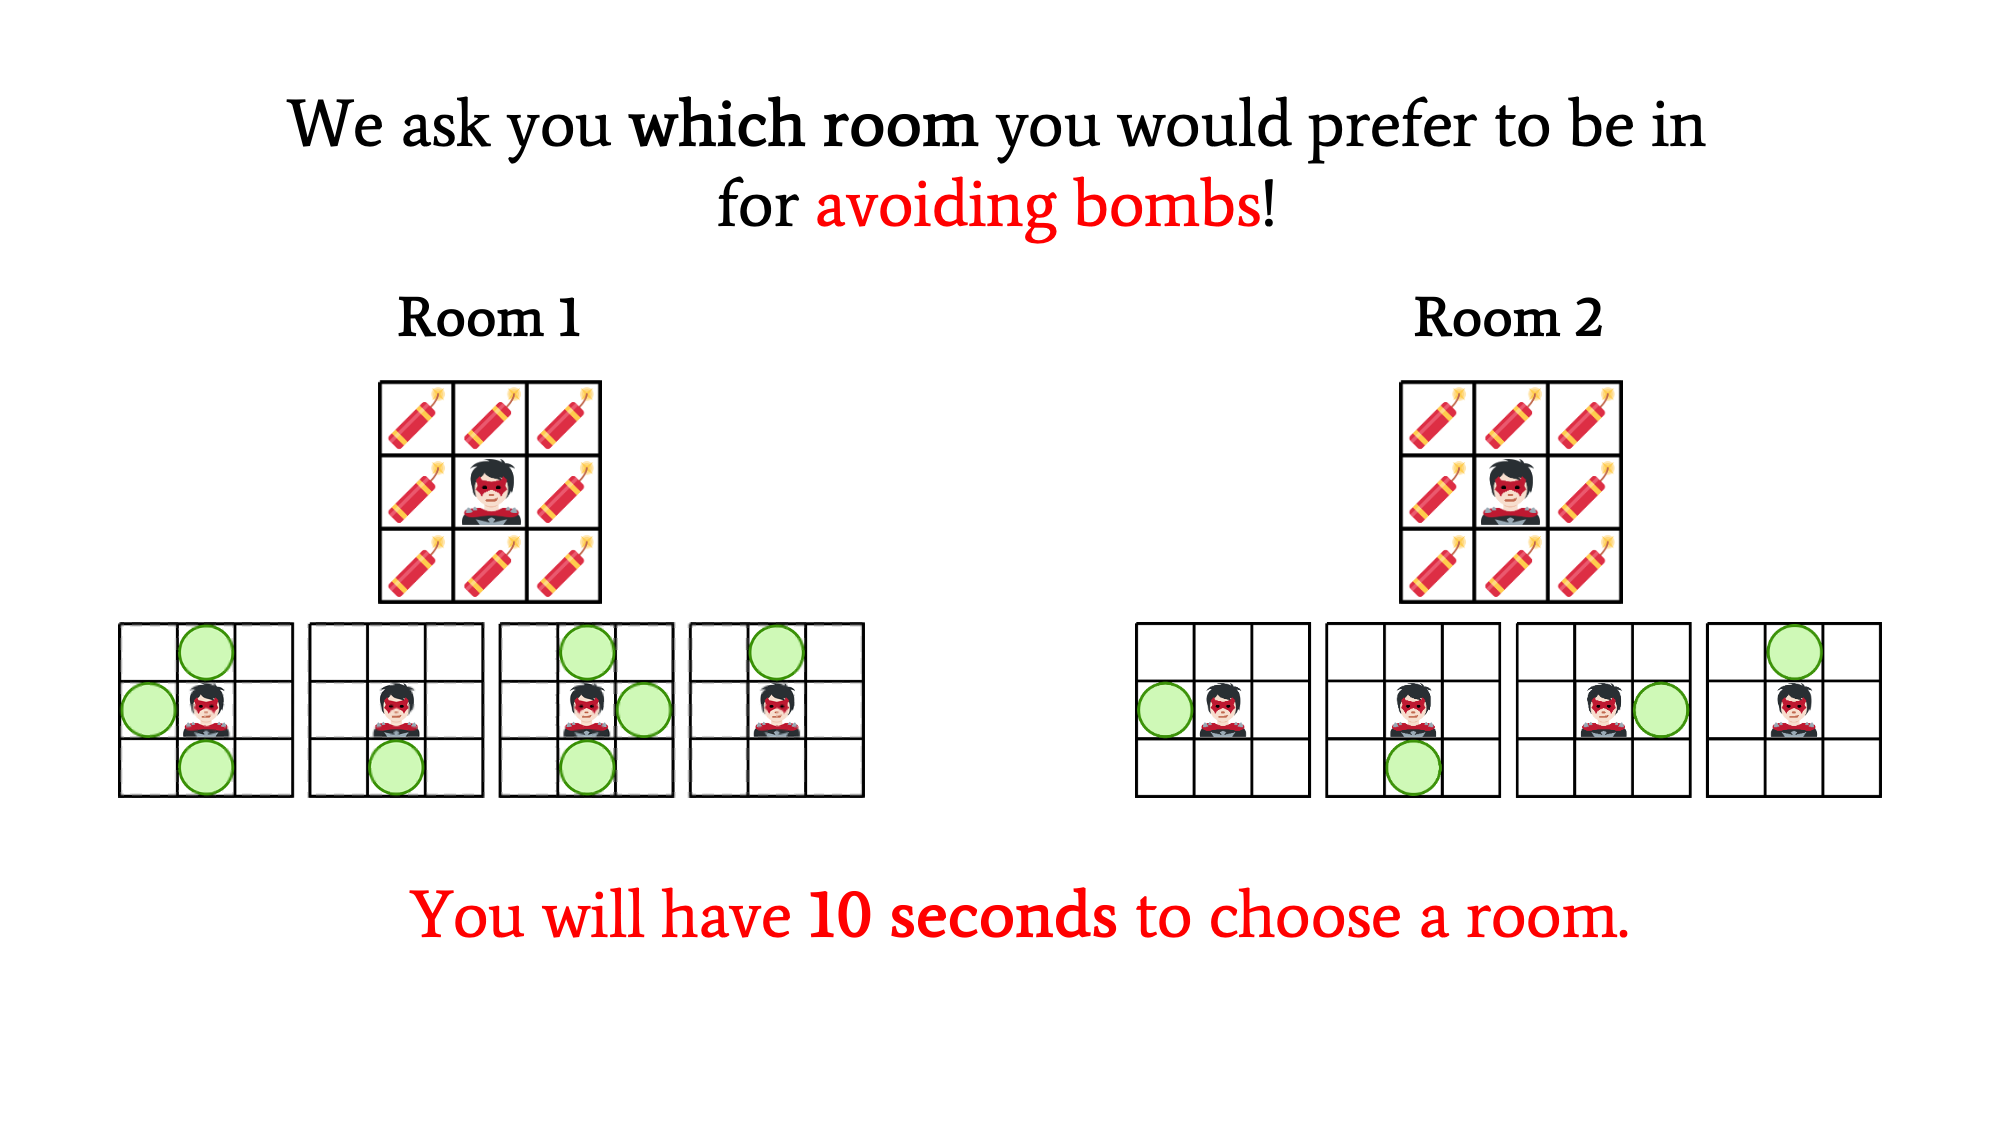 We ask you which room you would prefer to be in
for avoiding bombs!
Room 1
Room 2
You will have 10 seconds to choose a room.